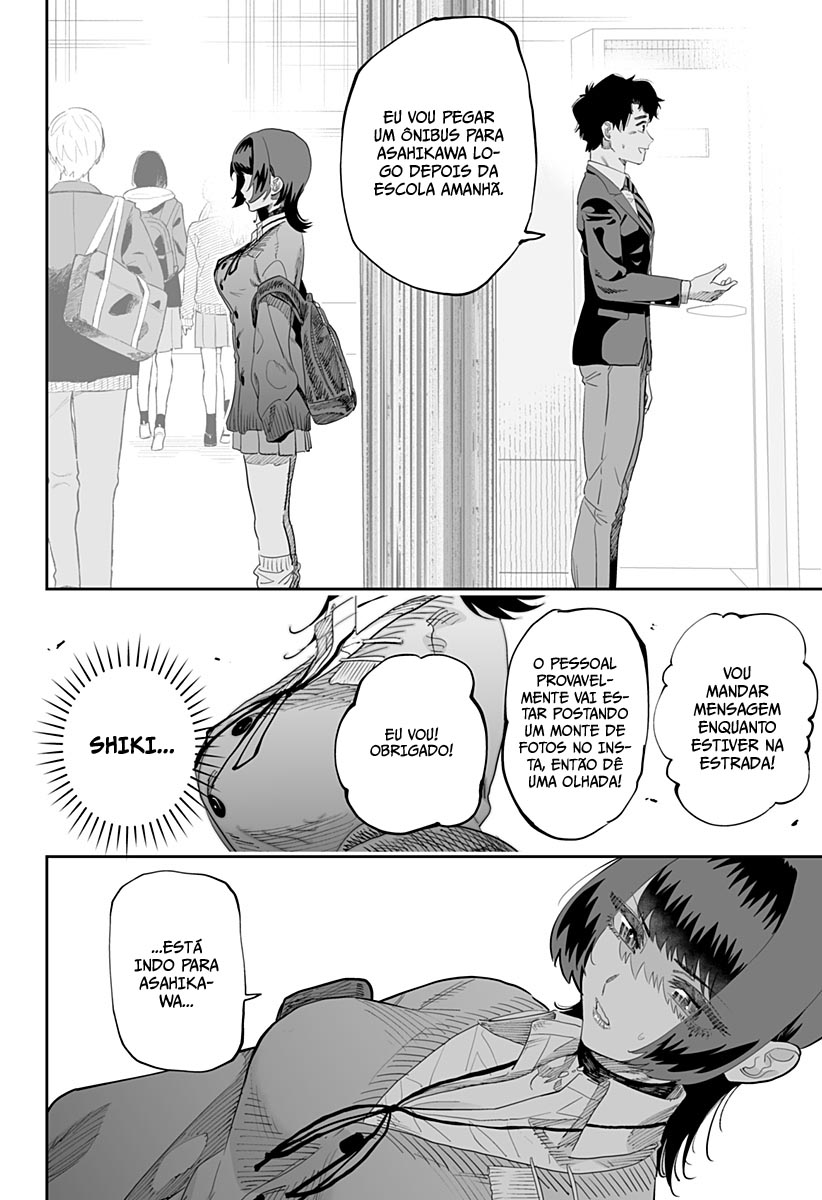 EU VOU PEGAR
UM ÔNIBUS PARA
ASAHIKAWA LO-
GO DEPOIS DA
ESCOLA AMANHÃ.
VOU
MANDAR
MENSAGEM
ENQUANTO
ESTIVER NA
ESTRADA!
O PESSOAL
PROVAVEL-
MENTE VAI ES-
TAR POSTANDO
UM MONTE DE
FOTOS NO INS-
TA, ENTÃO DÊ
UMA OLHADA!
EU VOU!
OBRIGADO!
SHIKI...
...ESTÁ
INDO PARA
ASAHIKA-
WA...